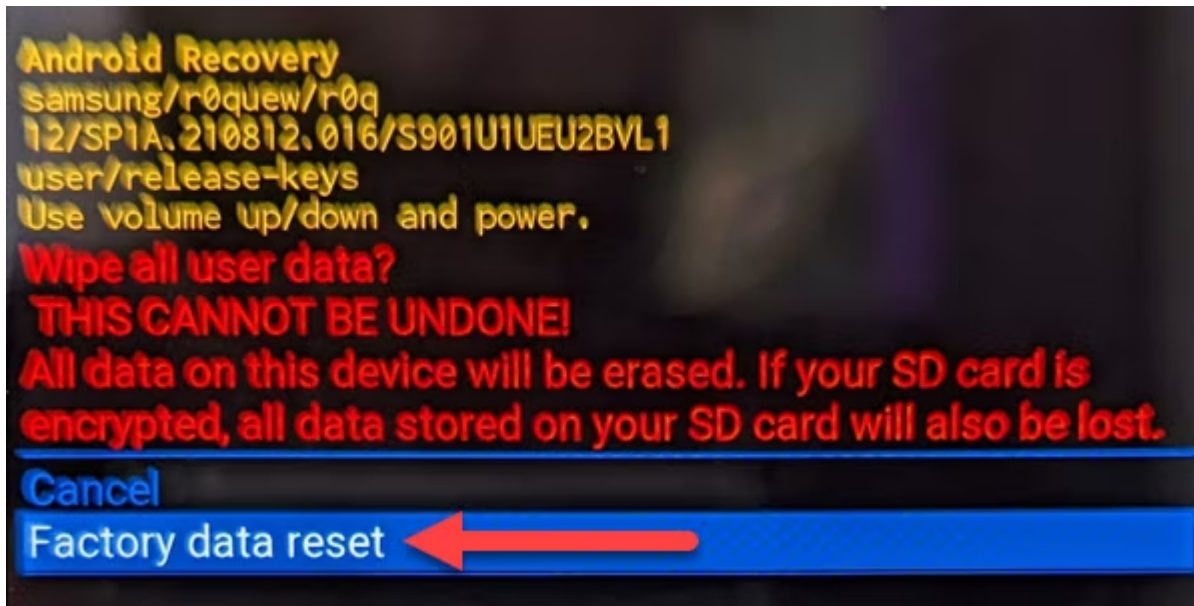 Android Recovery
samsung/r0quew/r0q
12/SP1A.210812.016/S901U1UEU2BVL1
user/release-keys
Use volume up/down and power.
Wipe all user data?
THIS CANNOT BE UNDONE!
All data on this device will be erased. If your SD card is
encrypted, all data stored on your SD card will also be lost.
Cancel
Factory data reset